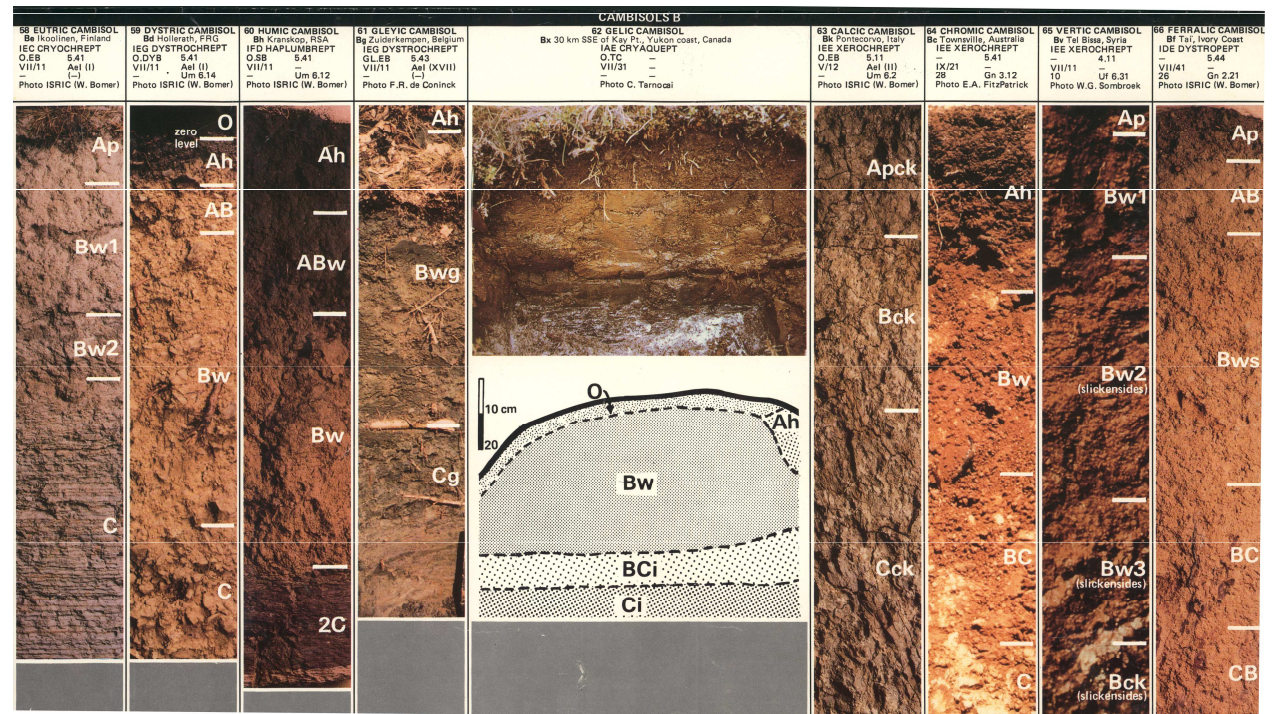 CAMBISOLS B
58 EUTRIC CAMBISOL
Be Ikoolinen, Finland
IEC CRYOCHREPT
O.EB 5.41
VII/11 Ael (I)
– (–)
Photo ISRIC (W. Bomer)
59 DYSTRIC CAMBISOL
Bd Hollerath, FRG
IEG DYSTROCHREPT
O.DYB 5.41
VII/11 Ael (I)
– Um 6.14
Photo ISRIC (W. Bomer)
60 HUMIC CAMBISOL
Bh Kranskop, RSA
IFD HAPLUMBREPT
O.SB 5.41
VII/11 –
– Um 6.12
Photo ISRIC (W. Bomer)
61 GLEYIC CAMBISOL
Bg Zuiderkempen, Belgium
IEG DYSTROCHREPT
GL.EB 5.43
VII/11 Ael (XVII)
– (–)
Photo F.R. de Coninck
62 GELIC CAMBISOL
Bx 30 km SSE of Kay Pt., Yukon coast, Canada
IAE CRYAQUEPT
O.TC –
VII/31 –
– –
Photo C. Tarnocai
63 CALCIC CAMBISOL
Bk Pontecorvo, Italy
IEE XEROCHREPT
O.EB 5.11
V/12 Ael (II)
– Um 6.2
Photo ISRIC (W. Bomer)
64 CHROMIC CAMBISOL
Bc Townsville, Australia
IEE XEROCHREPT
– 5.41
IX/21 –
28 Gn 3.12
Photo E.A. FitzPatrick
65 VERTIC CAMBISOL
Bv Tel Bissa, Syria
IEE XEROCHREPT
– 4.11
VII/11 –
10 Uf 6.31
Photo W.G. Sombroek
66 FERRALIC CAMBISOL
Bf Taï, Ivory Coast
IDE DYSTROPEPT
– 5.44
VII/41 –
26 Gn 2.21
Photo ISRIC (W. Bomer)
Ap
Bw1
Bw2
C
O
zero
level
Ah
AB
Bw
C
Ah
ABw
Bw
2C
Ah
Bwg
Cg
10 cm
20
O
Ah
Bw
BCi
Ci
Apck
Bck
Cck
Ah
Bw
BC
C
Ap
Bw1
Bw2
(slickensides)
Bw3
(slickensides)
Bck
(slickensides)
Ap
AB
Bws
BC
CB